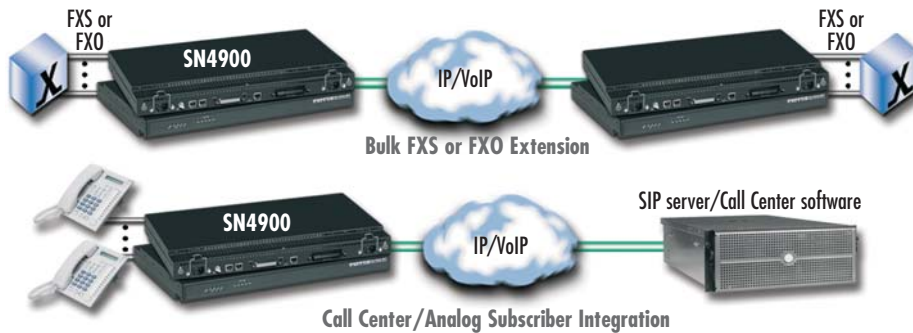 FXS or
FXO
SN4900
IP/VoIP
FXS or
FXO
X
X
Bulk FXS or FXO Extension
SN4900
IP/VoIP
SIP server/Call Center software
Call Center/Analog Subscriber Integration